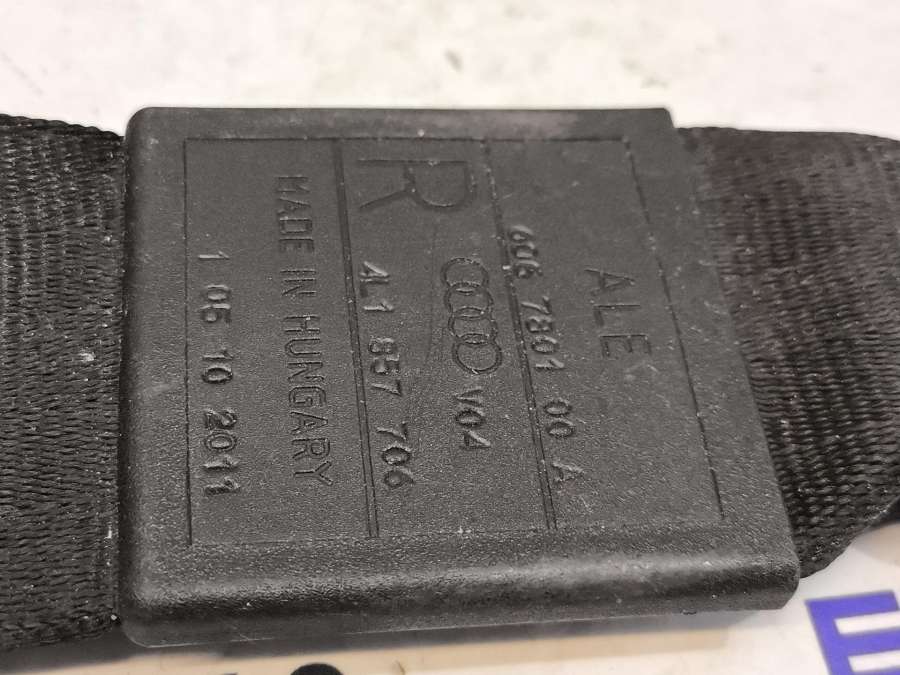 ALE
606 7801 00 A
R
V04
4L1 857 706
MADE IN HUNGARY
1 05 10 2011
E